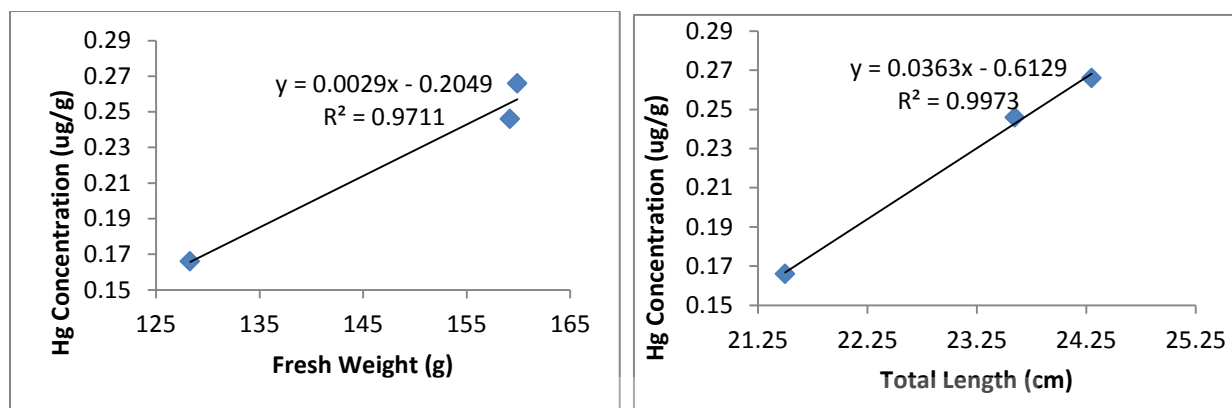 Hg Concentration (ug/g)
0.29
0.27
0.25
0.23
0.21
0.19
0.17
0.15
y = 0.0029x - 0.2049
R² = 0.9711
125 135 145 155 165
Fresh Weight (g)
Hg Concentration (ug/g)
0.29
0.27
0.25
0.23
0.21
0.19
0.17
0.15
y = 0.0363x - 0.6129
R² = 0.9973
21.25 22.25 23.25 24.25 25.25
Total Length (cm)